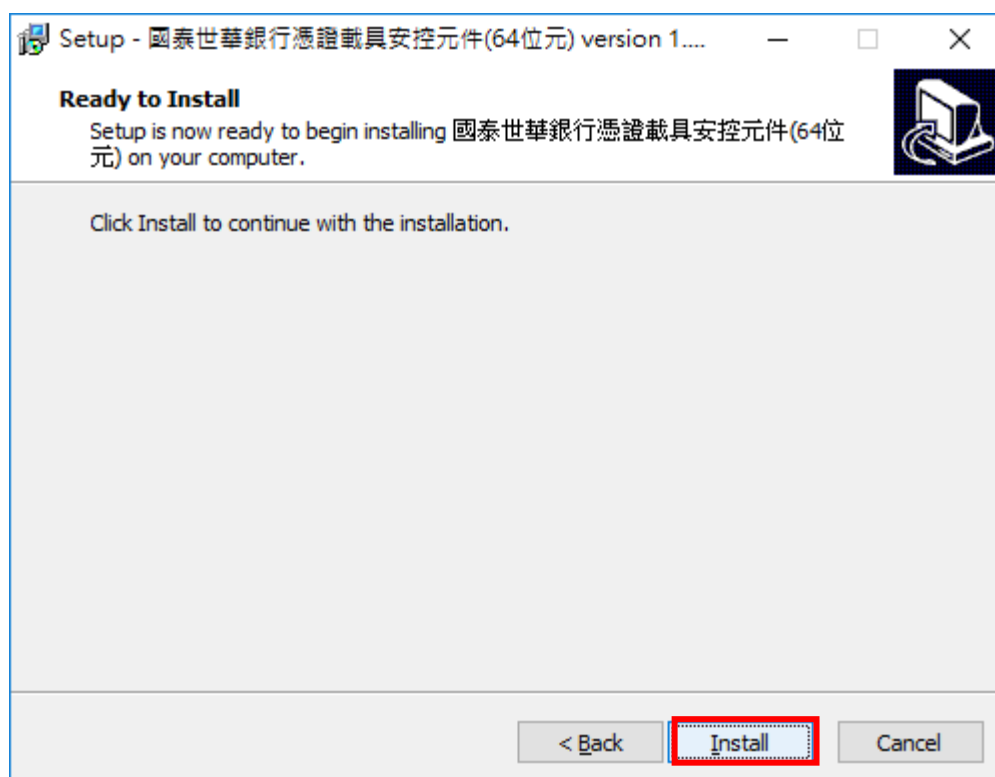 Setup - 國泰世華銀行憑證載具安控元件(64位元) version 1....
Ready to Install
Setup is now ready to begin installing 國泰世華銀行憑證載具安控元件(64位
元) on your computer.
Click Install to continue with the installation.
< Back
Install
Cancel